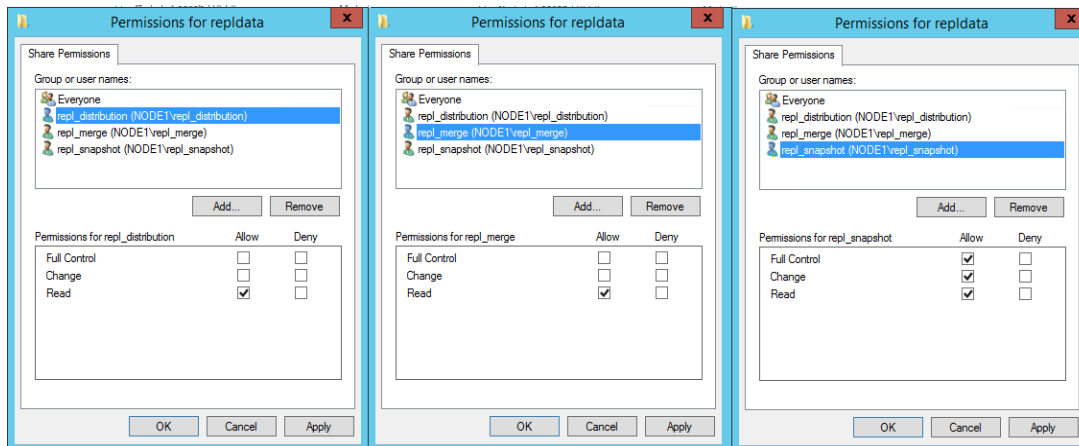 Permissions for repldata
x
Share Permissions
Group or user names:
Everyone
repl_distribution (NODE1\repl_distribution)
repl_merge (NODE1\repl_merge)
repl_snapshot (NODE1\repl_snapshot)
Add... Remove
Permissions for repl_distribution Allow Deny
Full Control
Change
Read
OK Cancel Apply
Permissions for repldata
x
Share Permissions
Group or user names:
Everyone
repl_distribution (NODE1\repl_distribution)
repl_merge (NODE1\repl_merge)
repl_snapshot (NODE1\repl_snapshot)
Add... Remove
Permissions for repl_merge Allow Deny
Full Control
Change
Read
OK Cancel Apply
Permissions for repldata
x
Share Permissions
Group or user names:
Everyone
repl_distribution (NODE1\repl_distribution)
repl_merge (NODE1\repl_merge)
repl_snapshot (NODE1\repl_snapshot)
Add... Remove
Permissions for repl_snapshot Allow Deny
Full Control
Change
Read
OK Cancel Apply